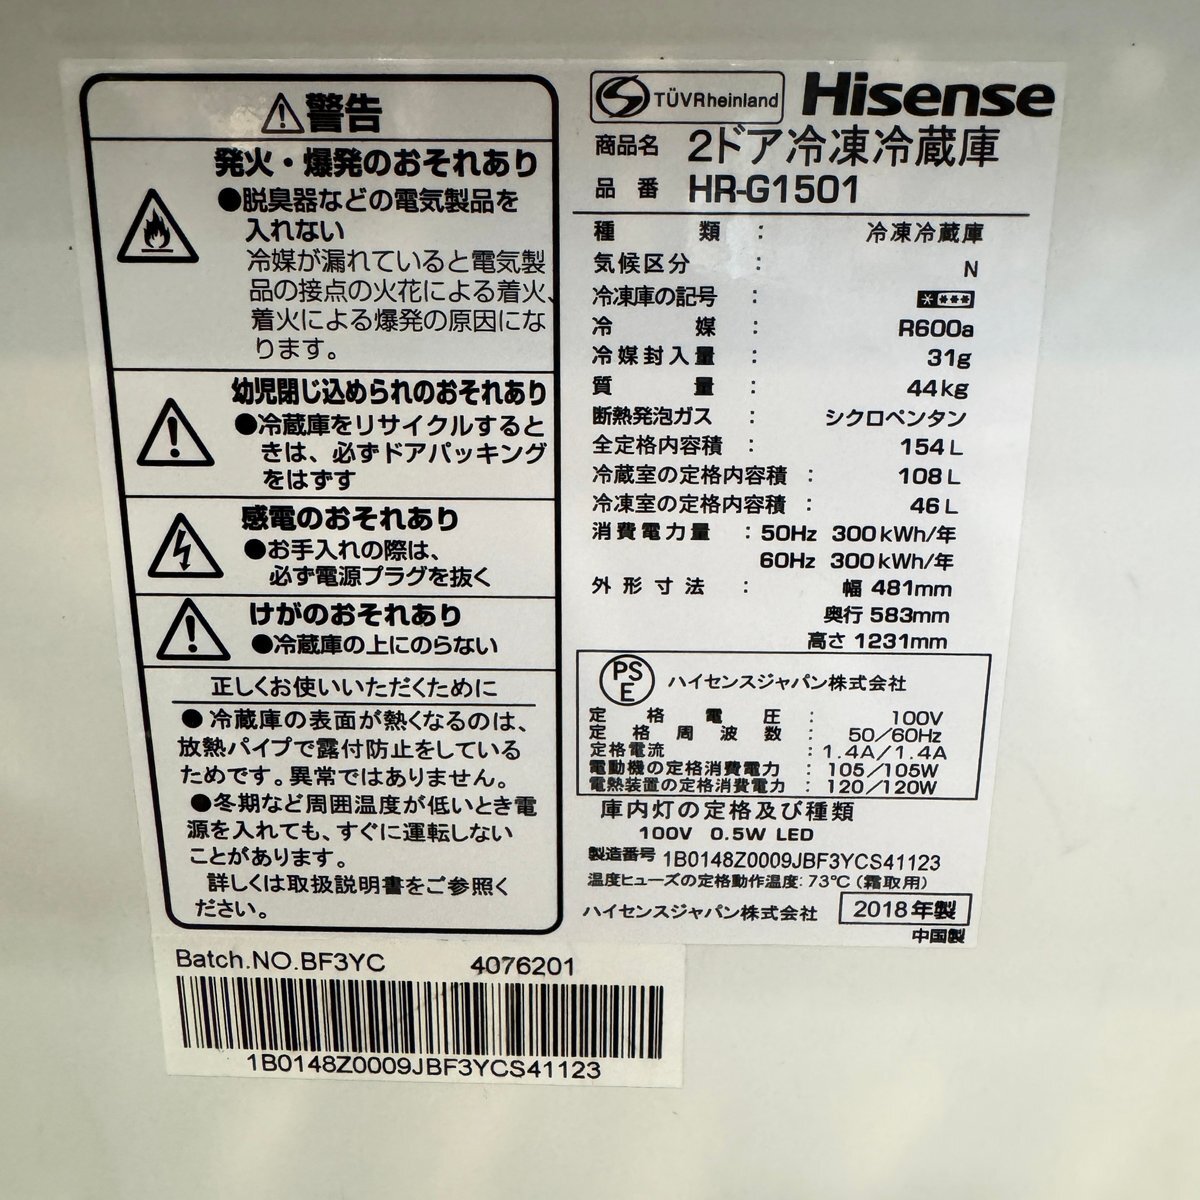 ⚠警告
発火・爆発のおそれあり
●脱臭器などの電気製品を
入れない
冷媒が漏れていると電気製
品の接点の火花による着火、
着火による爆発の原因にな
ります。
幼児閉じ込められのおそれあり
●冷蔵庫をリサイクルすると
きは、必ずドアパッキング
をはずす
感電のおそれあり
●お手入れの際は、
必ず電源プラグを抜く
けがのおそれあり
●冷蔵庫の上にのらない
正しくお使いいただくために
●冷蔵庫の表面が熱くなるのは、
放熱パイプで露付防止をしている
ためです。異常ではありません。
●冬期など周囲温度が低いとき電
源を入れても、すぐに運転しない
ことがあります。
詳しくは取扱説明書をご参照く
ださい。
TÜVRheinland Hisense
商品名 2ドア冷凍冷蔵庫
品番 HR-G1501
種類 : 冷凍冷蔵庫
気候区分 : N
冷凍庫の記号 : ****
冷媒 : R600a
冷媒封入量 : 31g
質量 : 44kg
断熱発泡ガス : シクロペンタン
全定格内容積 : 154L
冷蔵室の定格内容積 : 108L
冷凍室の定格内容積 : 46L
消費電力量 : 50Hz 300kWh/年
60Hz 300kWh/年
外形寸法 : 幅 481mm
奥行 583mm
高さ 1231mm
PSE ハイセンスジャパン株式会社
定格電圧 : 100V
定格周波数 : 50/60Hz
定格電流 : 1.4A/1.4A
電動機の定格消費電力 : 105/105W
電熱装置の定格消費電力 : 120/120W
庫内灯の定格及び種類
100V 0.5W LED
製造番号 1B0148Z0009JBF3YCS41123
温度ヒューズの定格動作温度: 73℃(霜取用)
ハイセンスジャパン株式会社 2018年製
中国製
Batch.NO.BF3YC 4076201
1B0148Z0009JBF3YCS41123